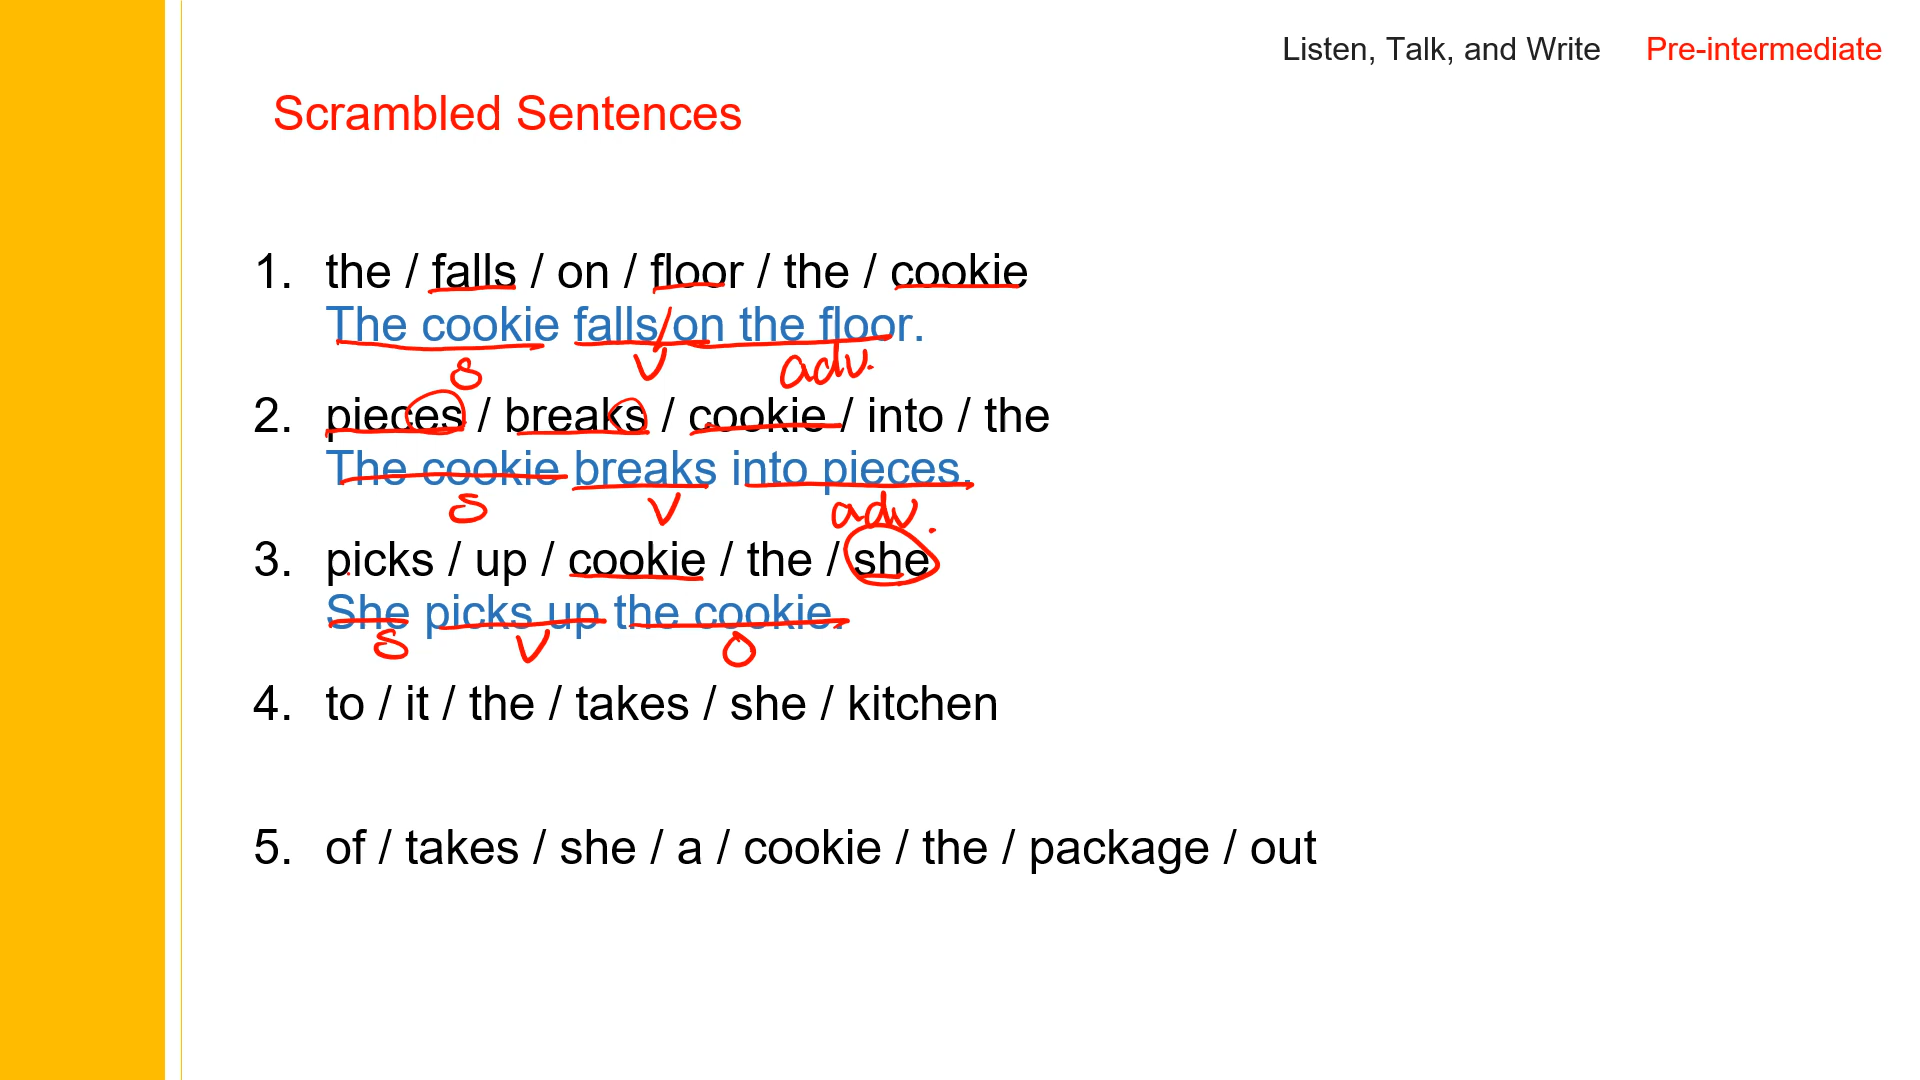 Listen, Talk, and Write Pre-intermediate
Scrambled Sentences
1. the / falls / on / floor / the / cookie
The cookie falls on the floor.
s v adv.
2. pieces / breaks / cookie / into / the
The cookie breaks into pieces.
s v adv.
3. picks / up / cookie / the / she
She picks up the cookie.
s v o
4. to / it / the / takes / she / kitchen
5. of / takes / she / a / cookie / the / package / out